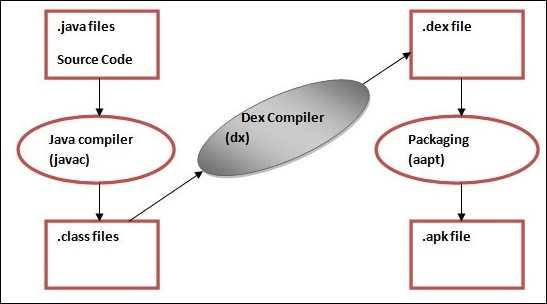 .java files
Source Code
Java compiler
(javac)
.class files
Dex Compiler
(dx)
.dex file
Packaging
(aapt)
.apk file